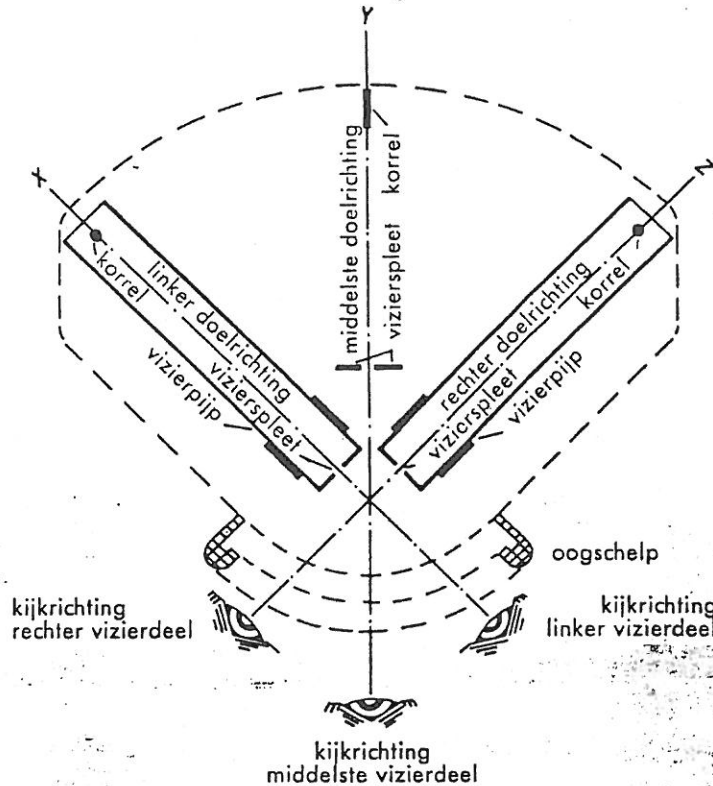 Y
X
Z
middelste doelrichting
korrel
vizierspleet
korrel
linker doelrichting
vizierspleet
vizierpijp
rechter doelrichting
korrel
vizierspleet
vizierpijp
oogschelp
kijkrichting
rechter vizierdeel
kijkrichting
linker vizierdeel
kijkrichting
middelste vizierdeel